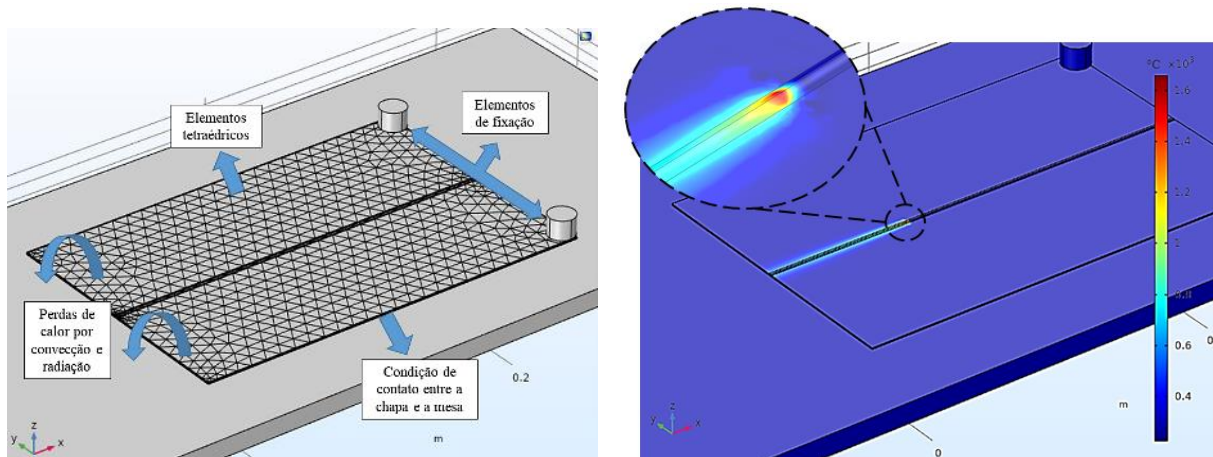 Elementos
tetraédricos
Elementos
de fixação
Perdas de
calor por
convecção e
radiação
Condição de
contato entre a
chapa e a mesa
0.2
m
y
z
x
°C ×10³
1.6
1.4
1.2
1
0.8
0.6
0.4
m
0
0
y
z
x